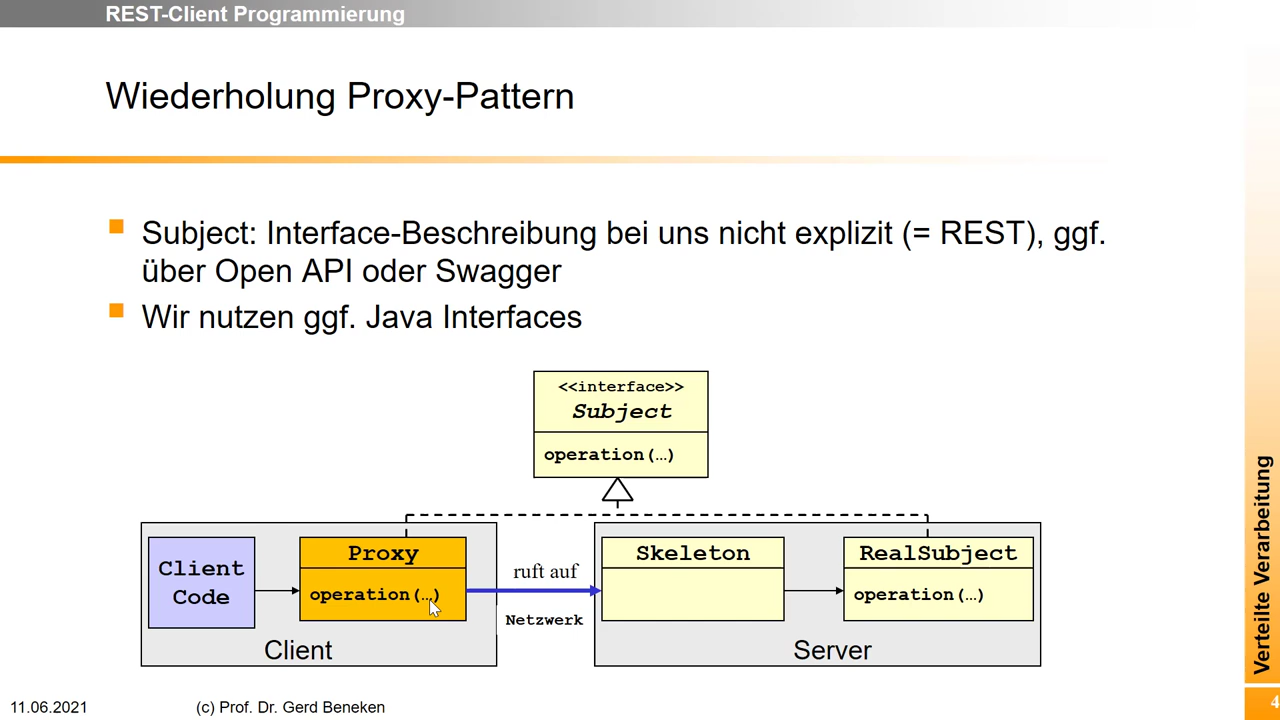 REST-Client Programmierung
Wiederholung Proxy-Pattern
Subject: Interface-Beschreibung bei uns nicht explizit (= REST), ggf.
über Open API oder Swagger
Wir nutzen ggf. Java Interfaces
<<interface>>
Subject
operation(…)
Client
Code
Proxy
operation(…)
Client
ruft auf
Netzwerk
Skeleton
RealSubject
operation(…)
Server
Verteilte Verarbeitung
11.06.2021
(c) Prof. Dr. Gerd Beneken
4